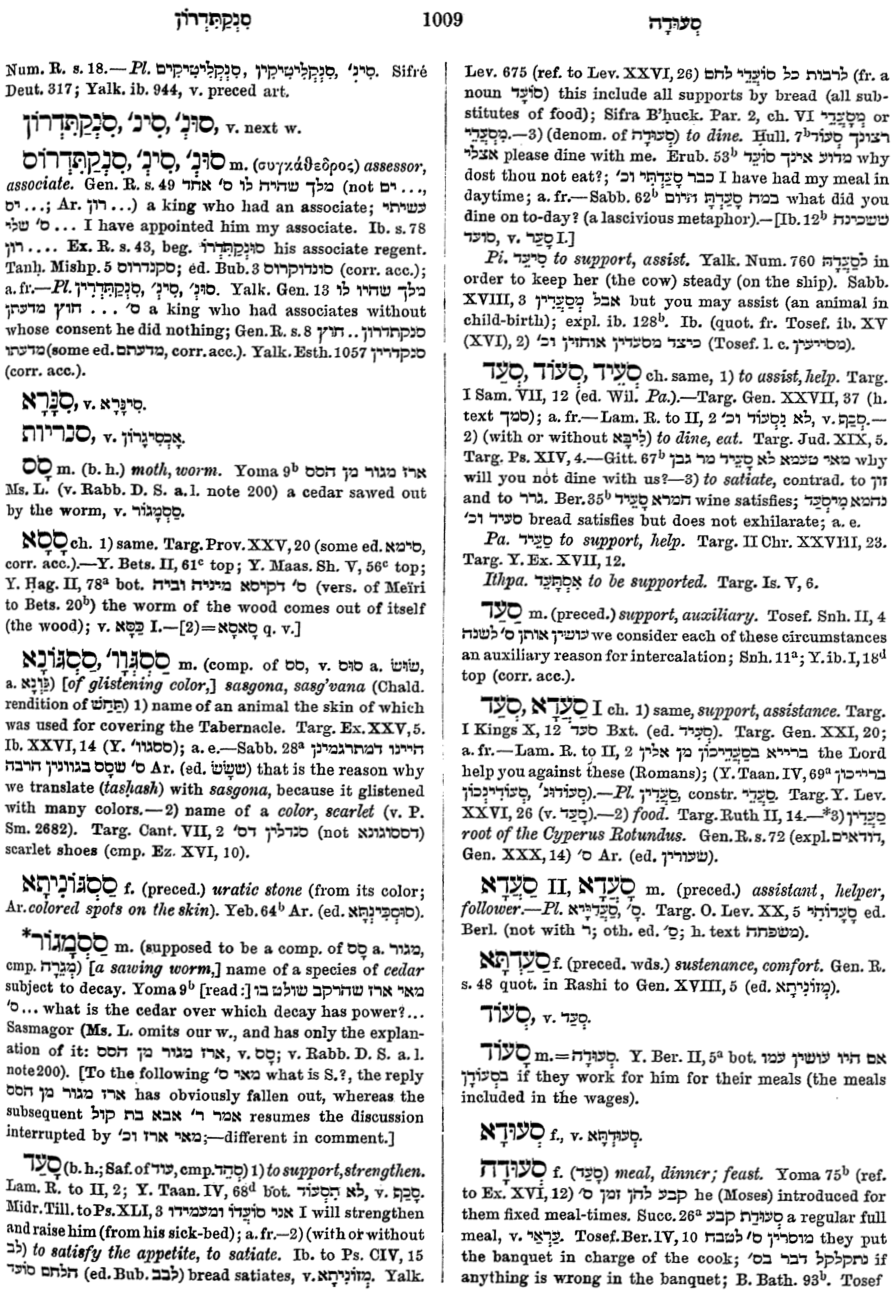 סִנְקַתִּדְרוֹן 1009 סְעוּדָה
Num. R. s. 18.—Pl. סַנְקְלִיטִיקִים, סַנְקְלִיטִיקִין, סִינ'. Sifré
Deut. 317; Yalk. ib. 944, v. preced art.
סַנְקַתִּדְרוֹן, סִינ', סוּנ', v. next w.
סַנְקַתִּדְרוֹס, סִינ', סוּנ' m. (συγκάθεδρος) assessor,
associate. Gen. R. s. 49 מלך שהיה לו ס' אחד (not ים ...,
יס ...; Ar. רון ...) a king who had an associate; עשיתי
ס' שלי ... I have appointed him my associate. Ib. s. 78
רון .... Ex. R. s. 43, beg. סוּנְקַתֶּדְרוֹ his associate regent.
Tanḥ. Mishp. 5 סקנדרוס; éd. Bub. 3 סונדוקרוס (corr. acc.);
a. fr.—Pl. סַנְקַתֶּדְרִין, סִינ', סוּנ'. Yalk. Gen. 13 מלך שהיו לו
ס' ... חוץ מדעתן a king who had associates without
whose consent he did nothing; Gen. R. s. 8 סנקתדרון .. חוץ
מדעתו (some ed. מדעתם, corr. acc.). Yalk. Esth. 1057 סנקדרין
(corr. acc.).
סִנָּרָא, v. סִינָּרָא.
סנריות, v. אָכְסִיגָרוֹן.
סָס m. (b. h.) moth, worm. Yoma 9b ארז מגור מן הסס
Ms. L. (v. Rabb. D. S. a. l. note 200) a cedar sawed out
by the worm, v. סַסְמָגוֹר.
סָסָא ch. 1) same. Targ. Prov. XXV, 20 (some ed. סימא,
corr. acc.).—Y. Bets. II, 61c top; Y. Maas. Sh. V, 56c top;
Y. Ḥag. II, 78a bot. ס' דקיסא מיניה וביה (vers. of Meïri
to Bets. 20b) the worm of the wood comes out of itself
(the wood); v. כַּסָּא I.—[2)=סָאסָא q. v.]
סַסְגּוֹנָא, סַסְגְּוָו' m. (comp. of סס, v. סוּס a. שׂוּשׂ,
a. גְּוָנָא) [of glistening color,] sasgona, sasg'vana (Chald.
rendition of תַּחַשׁ) 1) name of an animal the skin of which
was used for covering the Tabernacle. Targ. Ex. XXV, 5.
Ib. XXVI, 14 (Y. ססגוו'); a. e.—Sabb. 28a היינו דמתרגמינן
ס' שסס בגוונין הרבה Ar. (ed. שָׂשׂ) that is the reason why
we translate (taḥash) with sasgona, because it glistened
with many colors.—2) name of a color, scarlet (v. P.
Sm. 2682). Targ. Cant. VII, 2 סנדלין דס' (not דססגוונא)
scarlet shoes (cmp. Ez. XVI, 10).
סַסְגּוֹנִיתָא f. (preced.) uratic stone (from its color;
Ar. colored spots on the skin). Yeb. 64b Ar. (ed. סוּסְכִּינְתָּא).
*סַסְמָגוֹר m. (supposed to be a comp. of סָס a. מגור,
cmp. מְגֵרָה) [a sawing worm,] name of a species of cedar
subject to decay. Yoma 9b [read:] מאי ארז שהרקב שולט בו
ס' ... what is the cedar over which decay has power?...
Sasmagor (Ms. L. omits our w., and has only the explan-
ation of it: ארז מגור מן הסס, v. סָס; v. Rabb. D. S. a. l.
note 200). [To the following מאי ס' what is S.?, the reply
ארז מגור מן הסס has obviously fallen out, whereas the
subsequent אמר ר' אבא בת קול resumes the discussion
interrupted by מאי ארז וכ';—different in comment.]
סָעַד (b. h.; Saf. of עוּד, cmp. סָהַד) 1) to support, strengthen.
Lam. R. to II, 2; Y. Taan. IV, 68d bot. לא תִסְעוֹד, v. סָכַף.
Midr. Till. to Ps. XLI, 3 אני סוֹעֲדוֹ ומעמידו I will strengthen
and raise him (from his sick-bed); a. fr.—2) (with or without
לב) to satisfy the appetite, to satiate. Ib. to Ps. CIV, 15
הלחם סועד (ed. Bub. לבב) bread satiates, v. מְזוֹנִיתָא. Yalk.
Lev. 675 (ref. to Lev. XXVI, 26) לרבות כל סוֹעֲדֵי לחם (fr. a
noun סוֹעָד) this include all supports by bread (all sub-
stitutes of food); Sifra B'ḥuck. Par. 2, ch. VI מְסָעֲדֵי or
מִסְעֲדֵי.—3) (denom. of סְעוּדָה) to dine. Ḥull. 7b רצונך סְעוֹד
אצלי please dine with me. Erub. 53b מדוע אינך סוֹעֵד why
dost thou not eat?; כבר סָעַדְתִּי וכ' I have had my meal in
daytime; a. fr.—Sabb. 62b במה סָעַדְתָּ היום what did you
dine on to-day? (a lascivious metaphor).—[Ib. 12b ששכינה
סועד, v. סָעַר I.]
Pi. סִיעֵד to support, assist. Yalk. Num. 760 לְסַעֲדָהּ in
order to keep her (the cow) steady (on the ship). Sabb.
XVIII, 3 אבל מְסַעֲדִין but you may assist (an animal in
child-birth); expl. ib. 128b. Ib. (quot. fr. Tosef. ib. XV
(XVI), 2) כיצד מסעדין אוחזין וכ' (Tosef. l. c. מסייעין).
סְעַד, סְעוֹד, סְעֵיד ch. same, 1) to assist, help. Targ.
I Sam. VII, 12 (ed. Wil. Pa.).—Targ. Gen. XXVII, 37 (h.
text סמך); a. fr.—Lam. R. to II, 2 לא נִסְעוֹד וכ', v. סְכַף.—
2) (with or without לִיבָּא) to dine, eat. Targ. Jud. XIX, 5.
Targ. Ps. XIV, 4.—Gitt. 67b מאי טעמא לא סָעֵיד מר גבן why
will you not dine with us?—3) to satiate, contrad. to זון
and to גרר. Ber. 35b חמרא סָעֵיד wine satisfies; נהמא מִיסְעַד
סעיד וכ' bread satisfies but does not exhilarate; a. e.
Pa. סַעֵיד to support, help. Targ. II Chr. XXVIII, 23.
Targ. Y. Ex. XVII, 12.
Ithpa. אִסְתַּעַד to be supported. Targ. Is. V, 6.
סַעַד m. (preced.) support, auxiliary. Tosef. Snh. II, 4
עושין אותן ס' לשנה we consider each of these circumstances
an auxiliary reason for intercalation; Snh. 11a; Y. ib. I, 18d
top (corr. acc.).
סַעֲדָא, סְעַד I ch. 1) same, support, assistance. Targ.
I Kings X, 12 סעד Bxt. (ed. סְעֵיד). Targ. Gen. XXI, 20;
a. fr.—Lam. R. to II, 2 ברייא בסַעֲדֵיכוֹן מן אלין the Lord
help you against these (Romans); (Y. Taan. IV, 69a ברייכון
סְעוֹדוּנ', סְעוֹדֵינְכוֹן).—Pl. סַעֲדִין, constr. סַעֲדֵי. Targ. Y. Lev.
XXVI, 26 (v. סָעַד).—2) food. Targ. Ruth II, 14.—*3) סַעֲדִין
root of the Cyperus Rotundus. Gen. R. s. 72 (expl. דודאים,
Gen. XXX, 14) ס' Ar. (ed. שעורין).
סַעֲדָא II, סָעֲדָא m. (preced.) assistant, helper,
follower.—Pl. סַעֲדַיָּיא, סָ'. Targ. O. Lev. XX, 5 סָעֲדוֹהִי ed.
Berl. (not with ר; oth. ed. סַ'; h. text משפחה).
סַעַדְתָּא f. (preced. wds.) sustenance, comfort. Gen. R.
s. 48 quot. in Rashi to Gen. XVIII, 5 (ed. מְזוֹנִיתָא).
סְעוֹד, v. סְעַד.
סָעוֹד m.=סְעוּדָה. Y. Ber. II, 5a bot. אם היו עושין עמו
בסְעוֹדָן if they work for him for their meals (the meals
included in the wages).
סְעוּדָא f., v. סְעוּדְתָּא.
סְעוּדָה f. (סָעַד) meal, dinner; feast. Yoma 75b (ref.
to Ex. XVI, 12) קבע להן זמן ס' he (Moses) introduced for
them fixed meal-times. Succ. 26a סְעוּדַת קבע a regular full
meal, v. עֲרַאי. Tosef. Ber. IV, 10 מוסרין ס' לטבח they put
the banquet in charge of the cook; נתקלקל דבר בס' if
anything is wrong in the banquet; B. Bath. 93b. Tosef